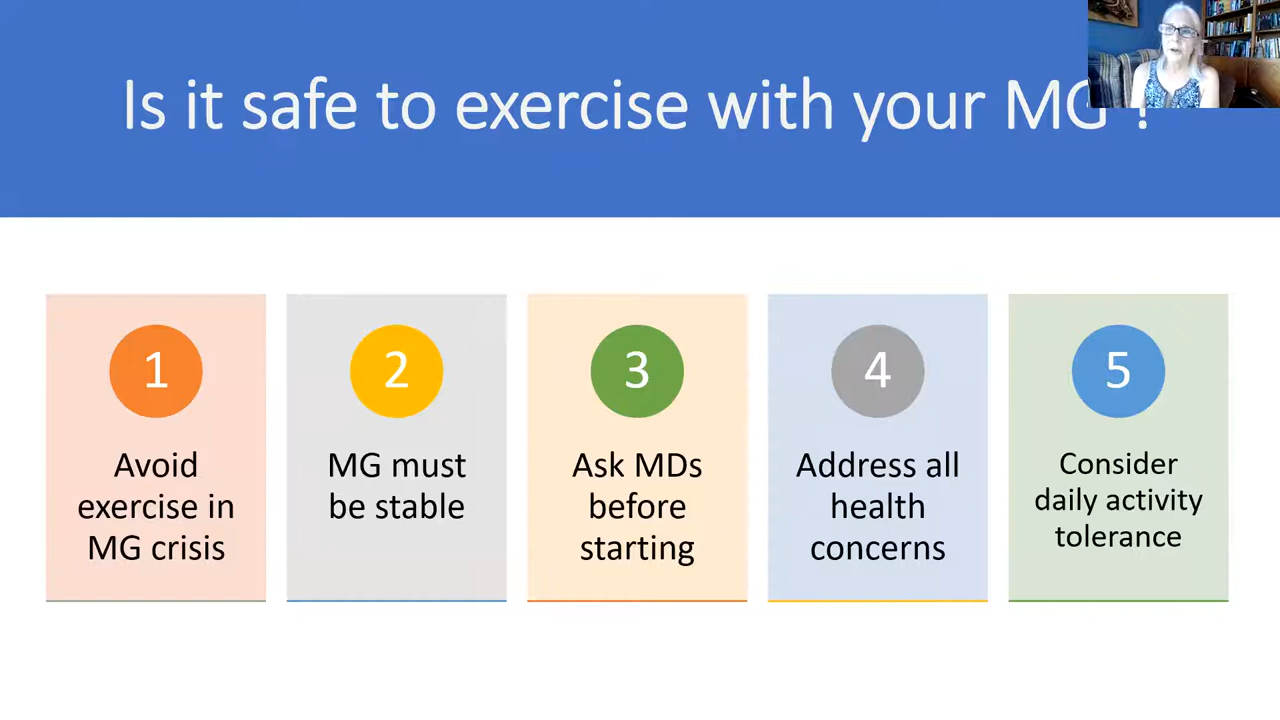 Is it safe to exercise with your MG ?
1
Avoid
exercise in
MG crisis
2
MG must
be stable
3
Ask MDs
before
starting
4
Address all
health
concerns
5
Consider
daily activity
tolerance